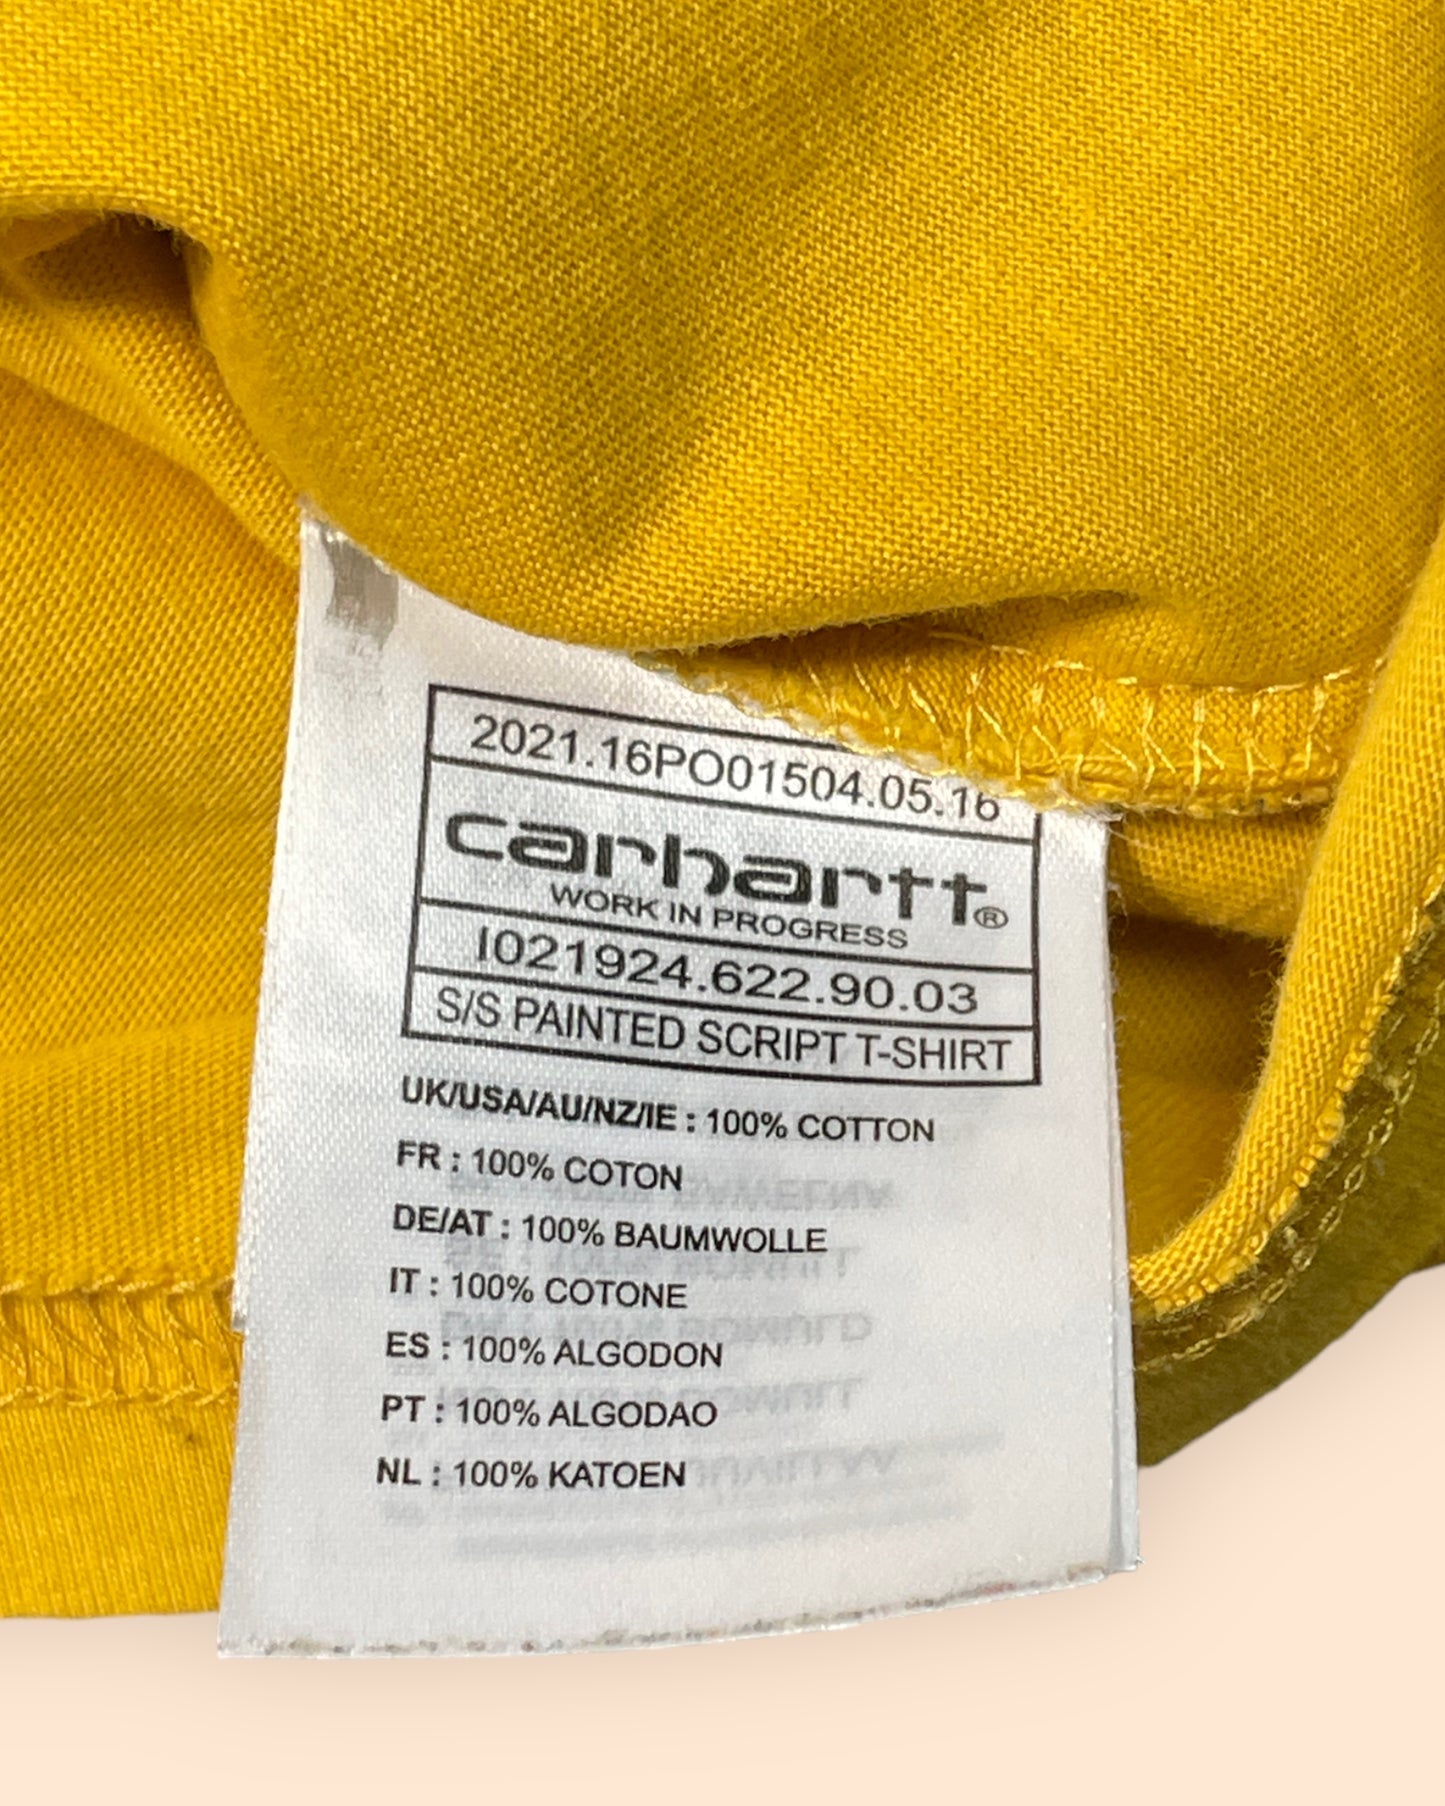 2021.16PO01504.05.16
carhartt®
WORK IN PROGRESS
I021924.622.90.03
S/S PAINTED SCRIPT T-SHIRT
UK/USA/AU/NZ/IE : 100% COTTON
FR : 100% COTON
DE/AT : 100% BAUMWOLLE
IT : 100% COTONE
ES : 100% ALGODON
PT : 100% ALGODAO
NL : 100% KATOEN